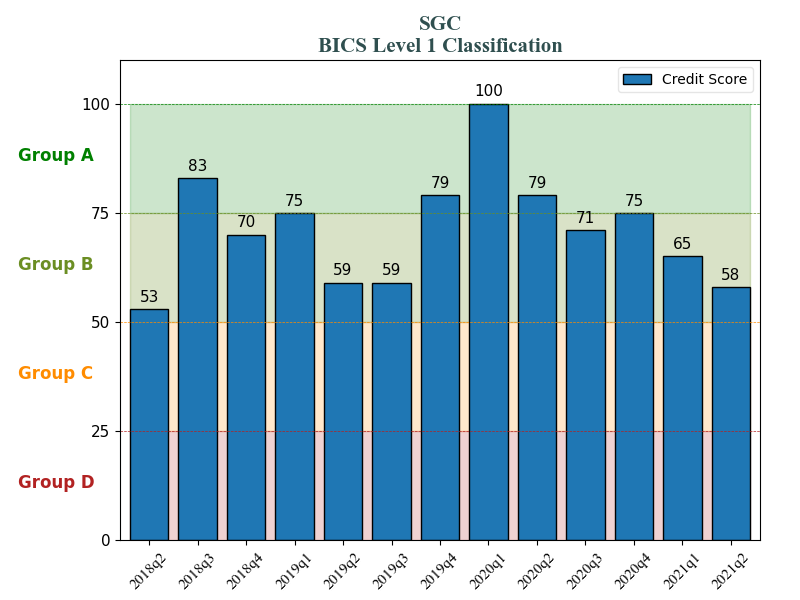 SGC
BICS Level 1 Classification
Credit Score
100
100
Group A
83
79
79
75
75
75
70
71
65
Group B
59
59
58
53
50
Group C
25
Group D
0
2018q2
2018q3
2018q4
2019q1
2019q2
2019q3
2019q4
2020q1
2020q2
2020q3
2020q4
2021q1
2021q2